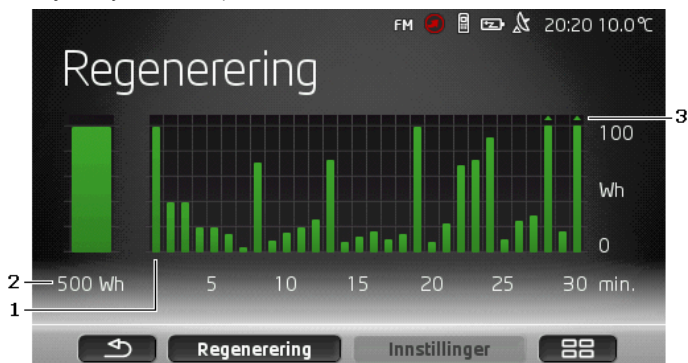 FM 20:20 10.0°C
Regenerering
3
100
Wh
0
2 500 Wh 5 10 15 20 25 30 min.
1
Regenerering Innstillinger